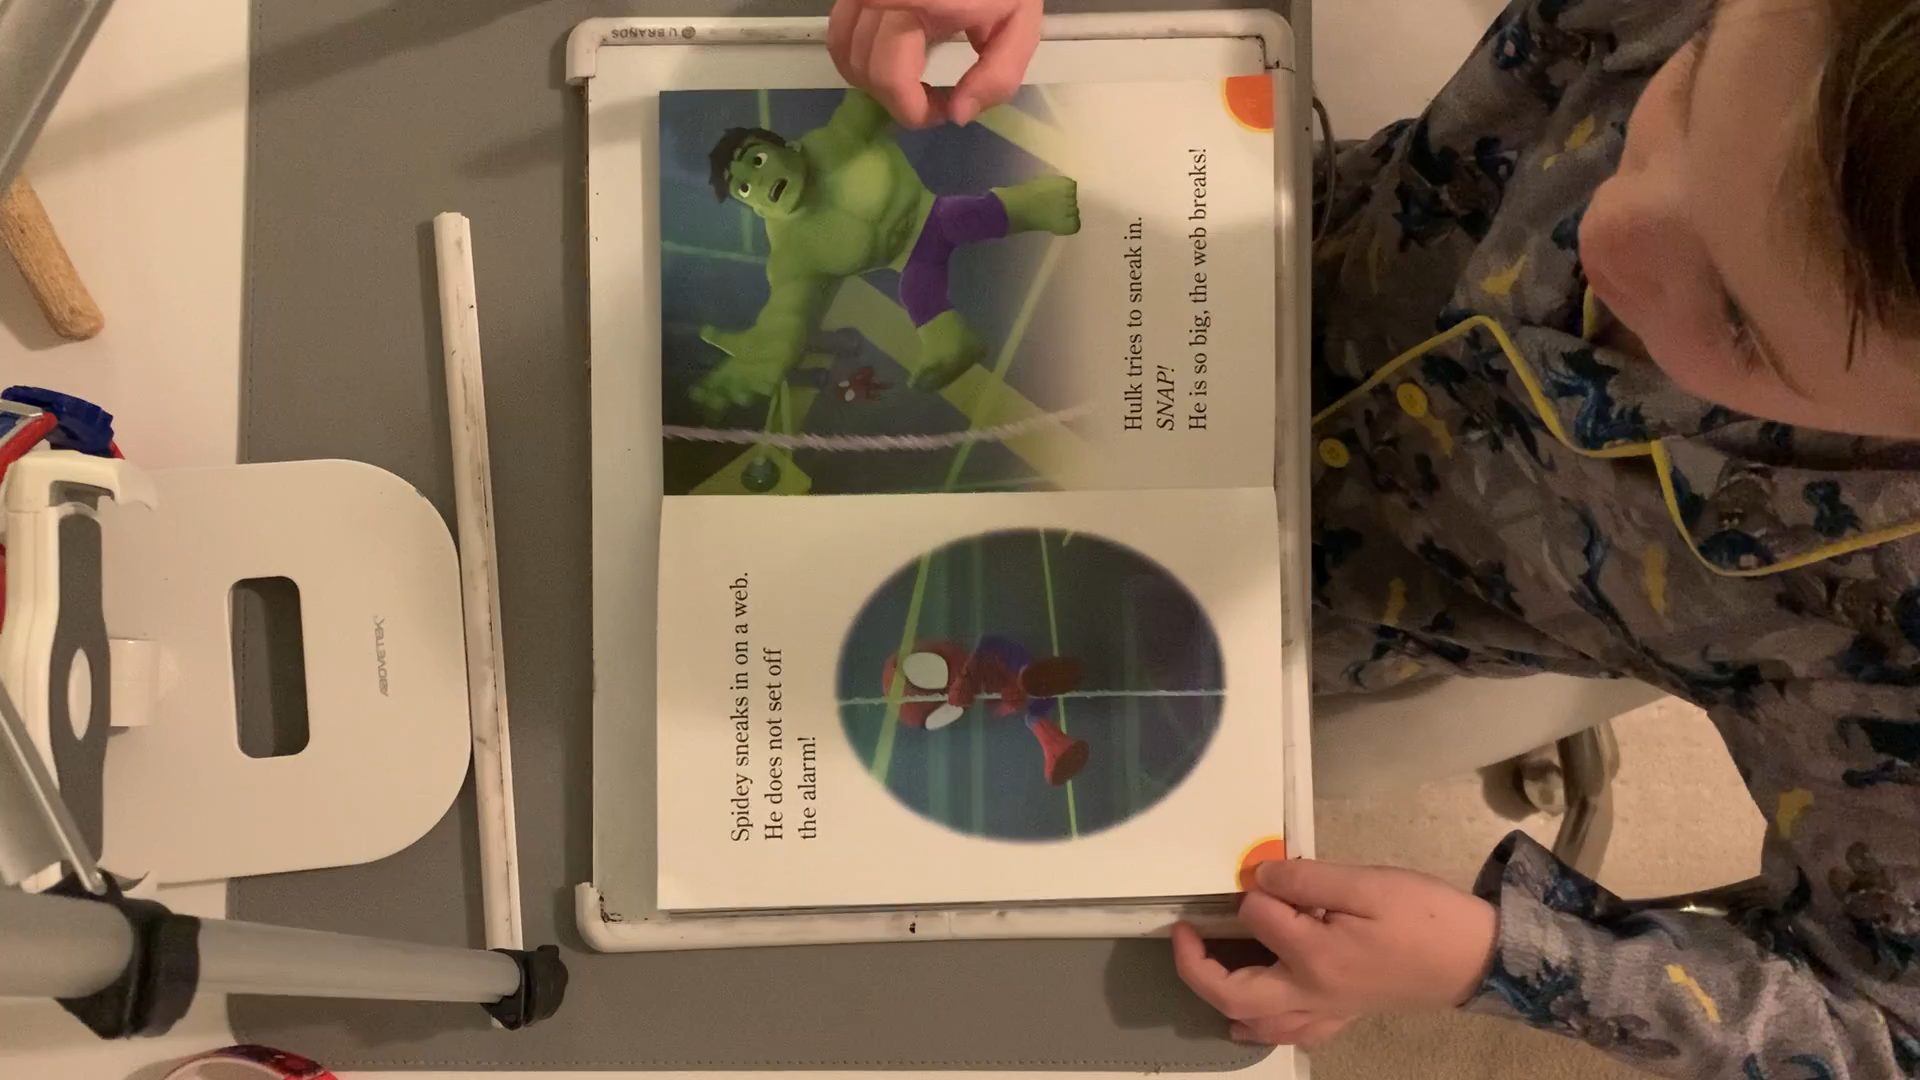 Spidey sneaks in on a web.
He does not set off
the alarm!
Hulk tries to sneak in.
SNAP!
He is so big, the web breaks!
U BRANDS
ABOVETEK